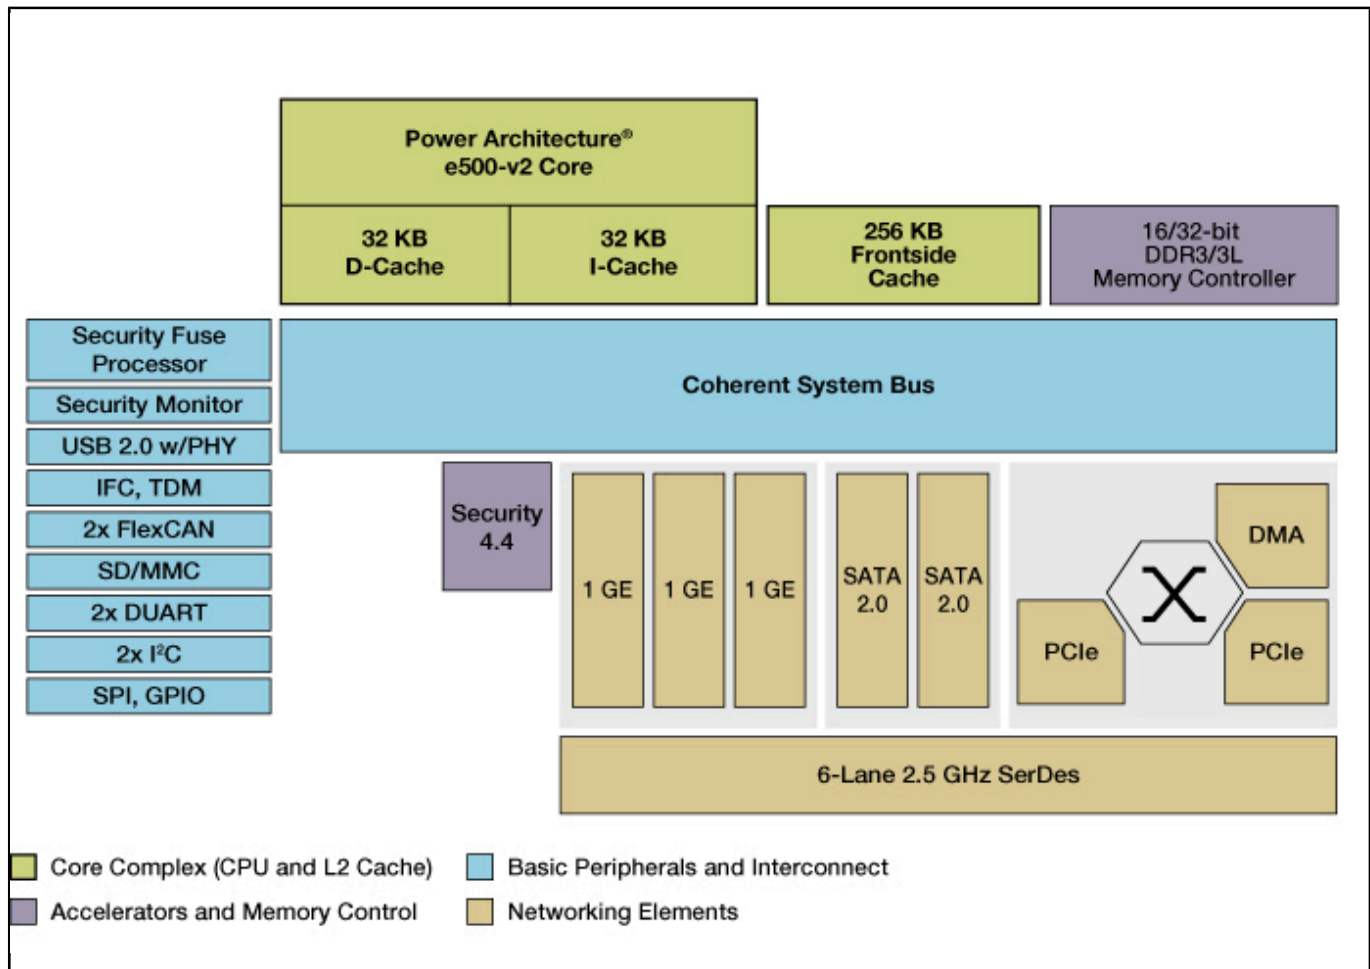 Power Architecture®
e500-v2 Core
32 KB
D-Cache
32 KB
I-Cache
256 KB
Frontside
Cache
16/32-bit
DDR3/3L
Memory Controller
Security Fuse
Processor
Security Monitor
USB 2.0 w/PHY
IFC, TDM
2x FlexCAN
SD/MMC
2x DUART
2x I²C
SPI, GPIO
Coherent System Bus
Security
4.4
1 GE
1 GE
1 GE
SATA
2.0
SATA
2.0
DMA
PCIe
PCIe
6-Lane 2.5 GHz SerDes
Core Complex (CPU and L2 Cache)
Basic Peripherals and Interconnect
Accelerators and Memory Control
Networking Elements